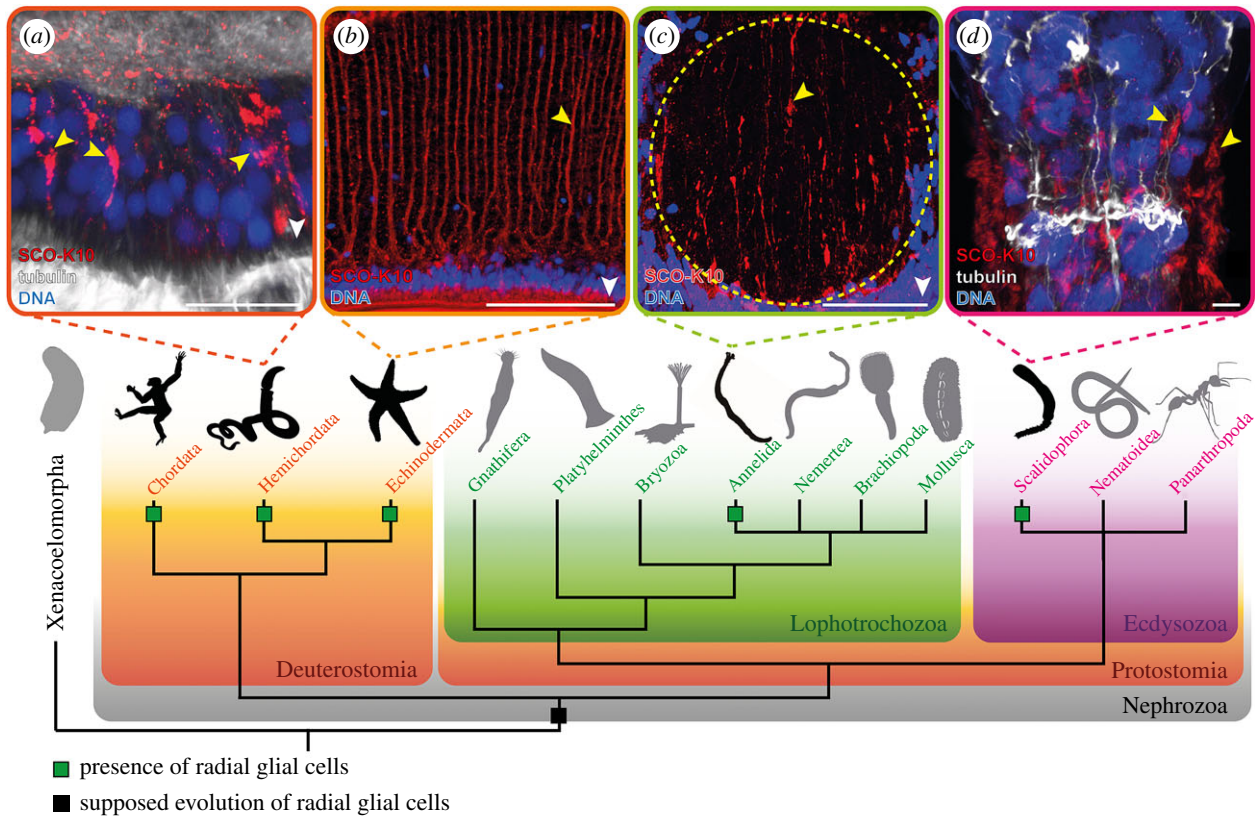 (a)
SCO-K10
tubulin
DNA
(b)
SCO-K10
DNA
(c)
SCO-K10
DNA
(d)
SCO-K10
tubulin
DNA
Xenacoelomorpha
Chordata
Hemichordata
Echinodermata
Gnathifera
Platyhelminthes
Bryozoa
Annelida
Nemertea
Brachiopoda
Mollusca
Scalidophora
Nematoidea
Panarthropoda
Lophotrochozoa
Ecdysozoa
Deuterostomia
Protostomia
Nephrozoa
presence of radial glial cells
supposed evolution of radial glial cells